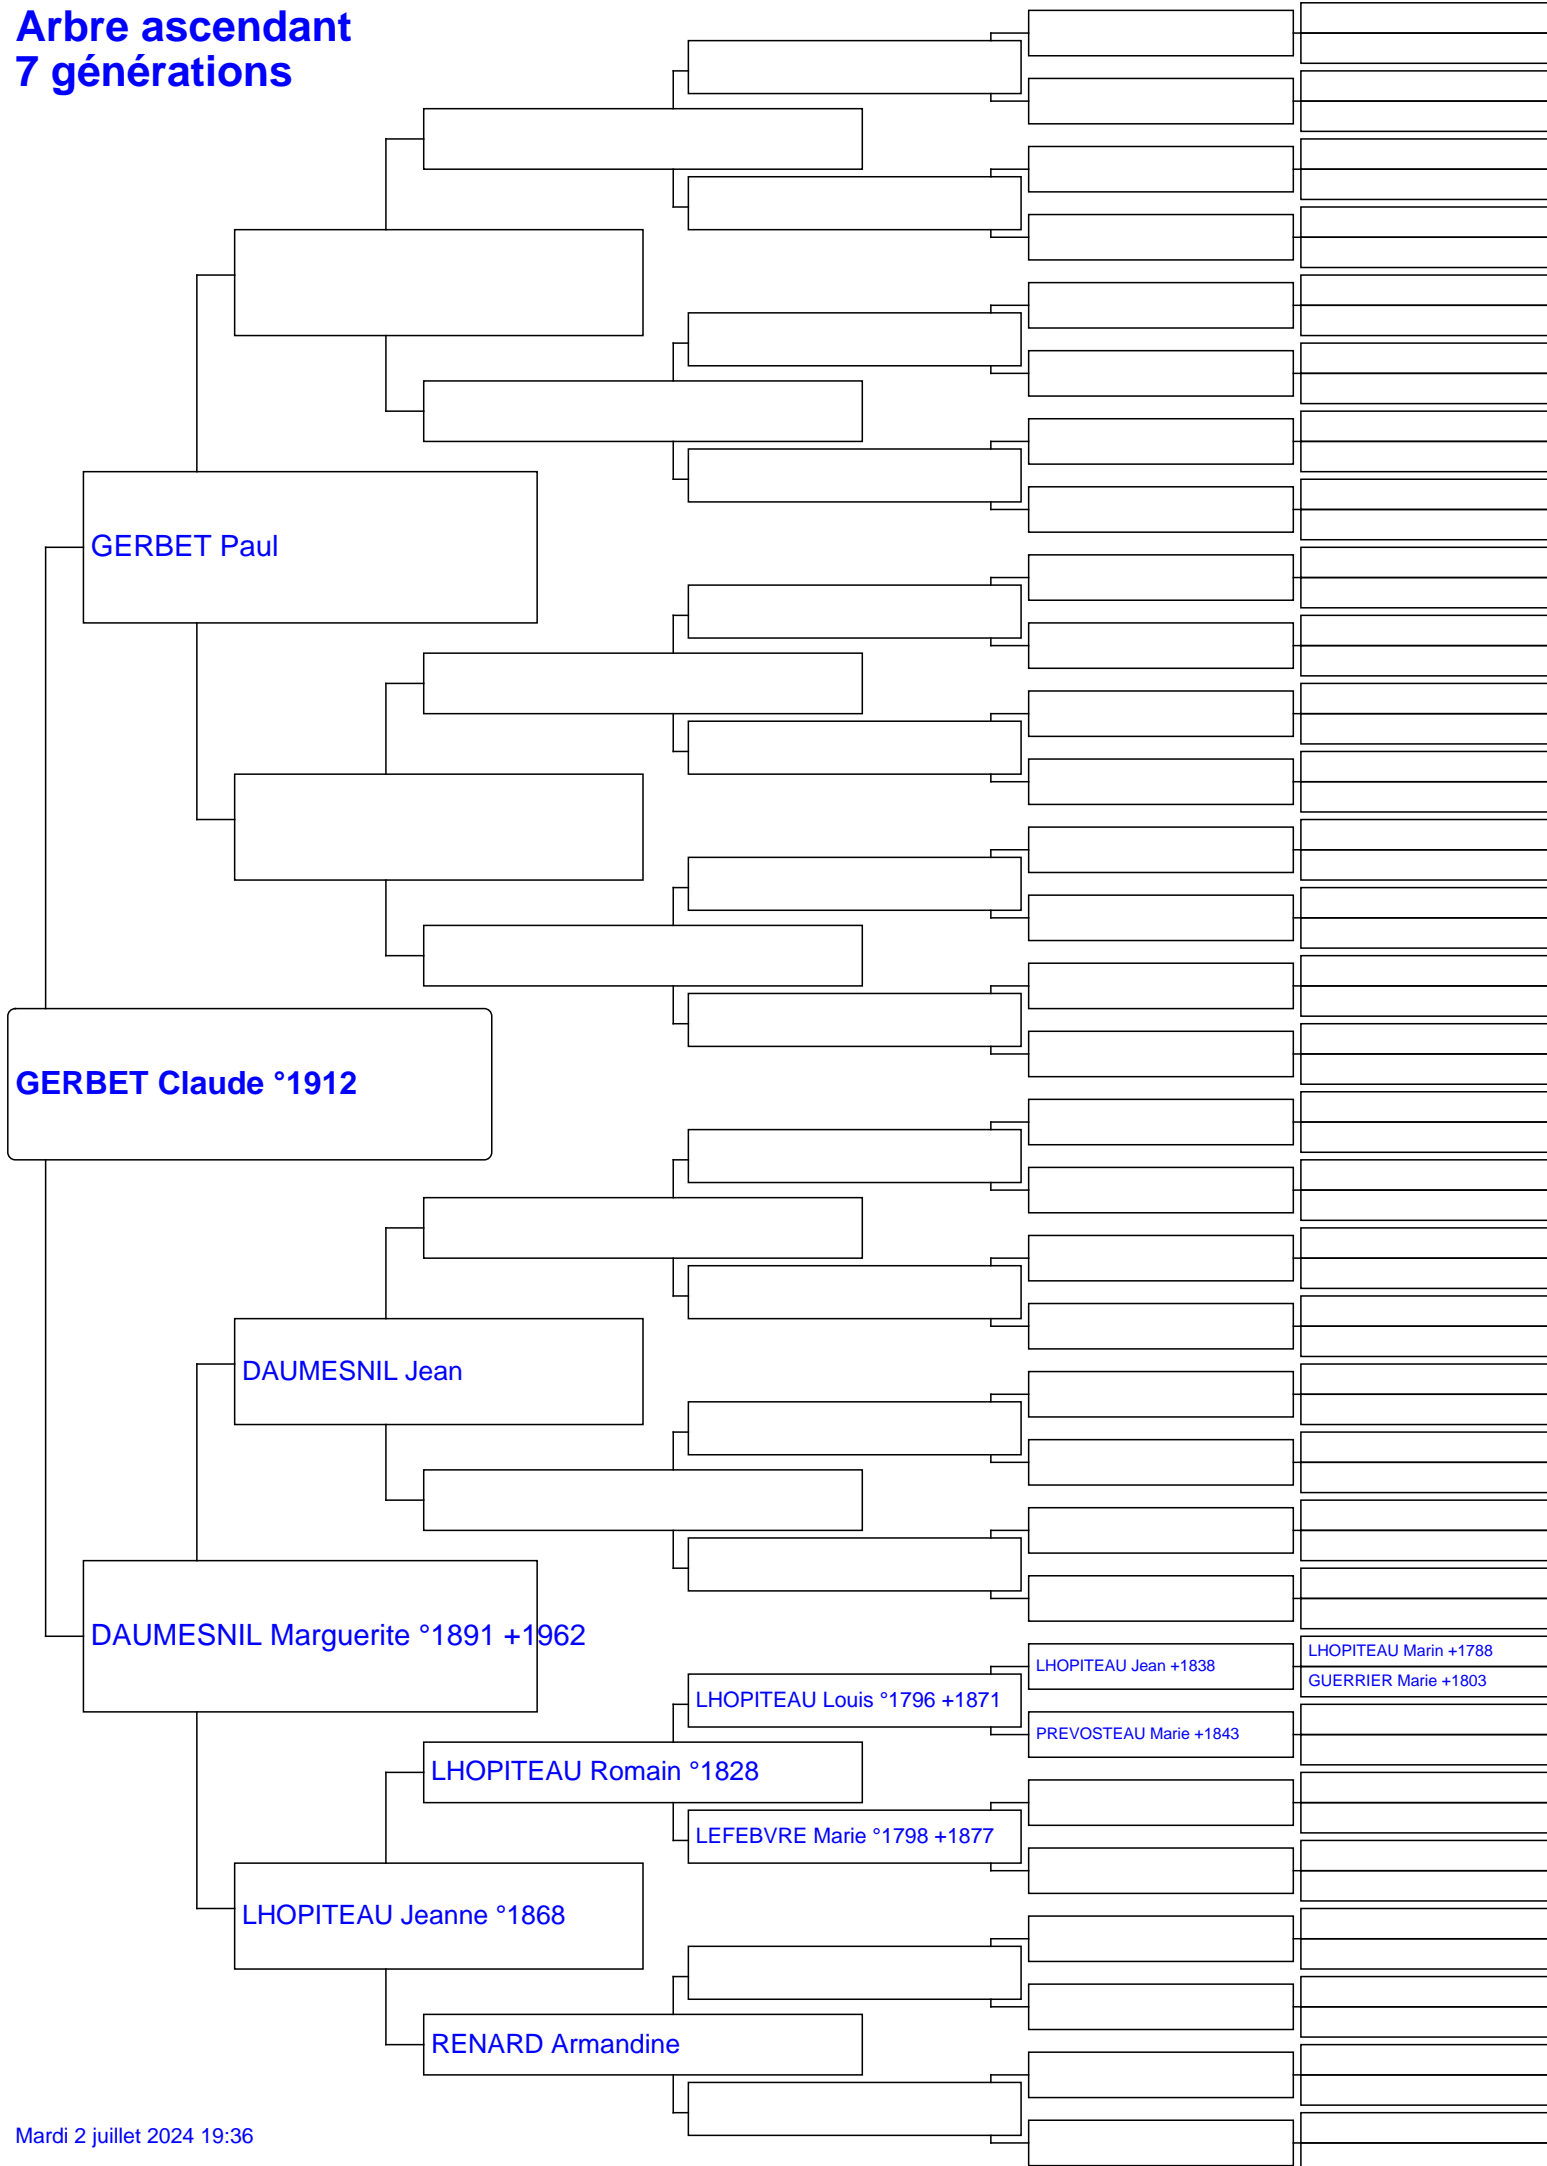 Arbre ascendant
7 générations
GERBET Paul
GERBET Claude °1912
DAUMESNIL Jean
DAUMESNIL Marguerite °1891 +1962
LHOPITEAU Marin +1788
LHOPITEAU Jean +1838
GUERRIER Marie +1803
LHOPITEAU Louis °1796 +1871
PREVOSTEAU Marie +1843
LHOPITEAU Romain °1828
LEFEBVRE Marie °1798 +1877
LHOPITEAU Jeanne °1868
RENARD Armandine
Mardi 2 juillet 2024 19:36